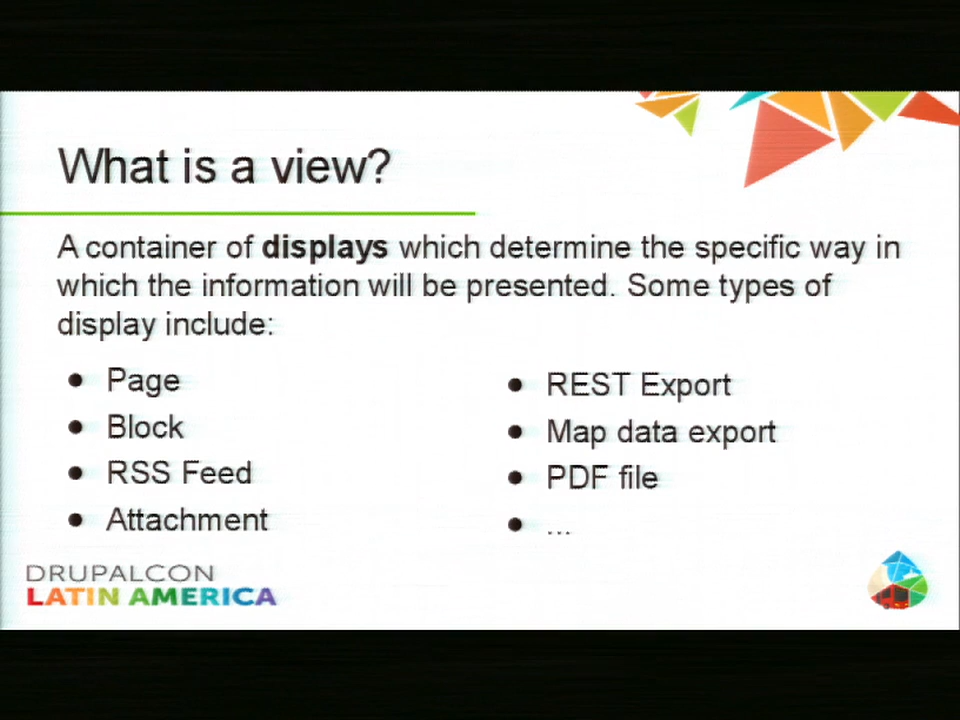 What is a view?
A container of displays which determine the specific way in
which the information will be presented. Some types of
display include:
● Page
● Block
● RSS Feed
● Attachment
● REST Export
● Map data export
● PDF file
● ...
DRUPALCON
LATIN AMERICA